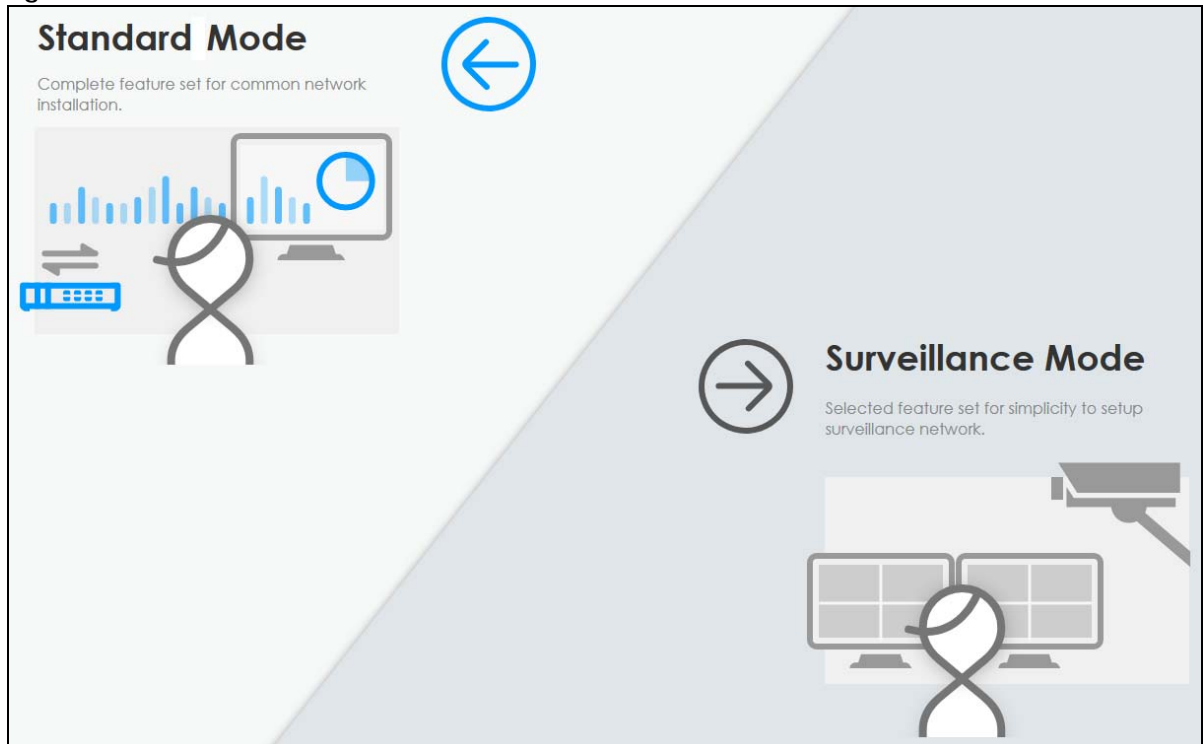 Standard Mode
Complete feature set for common network
installation.
Surveillance Mode
Selected feature set for simplicity to setup
surveillance network.